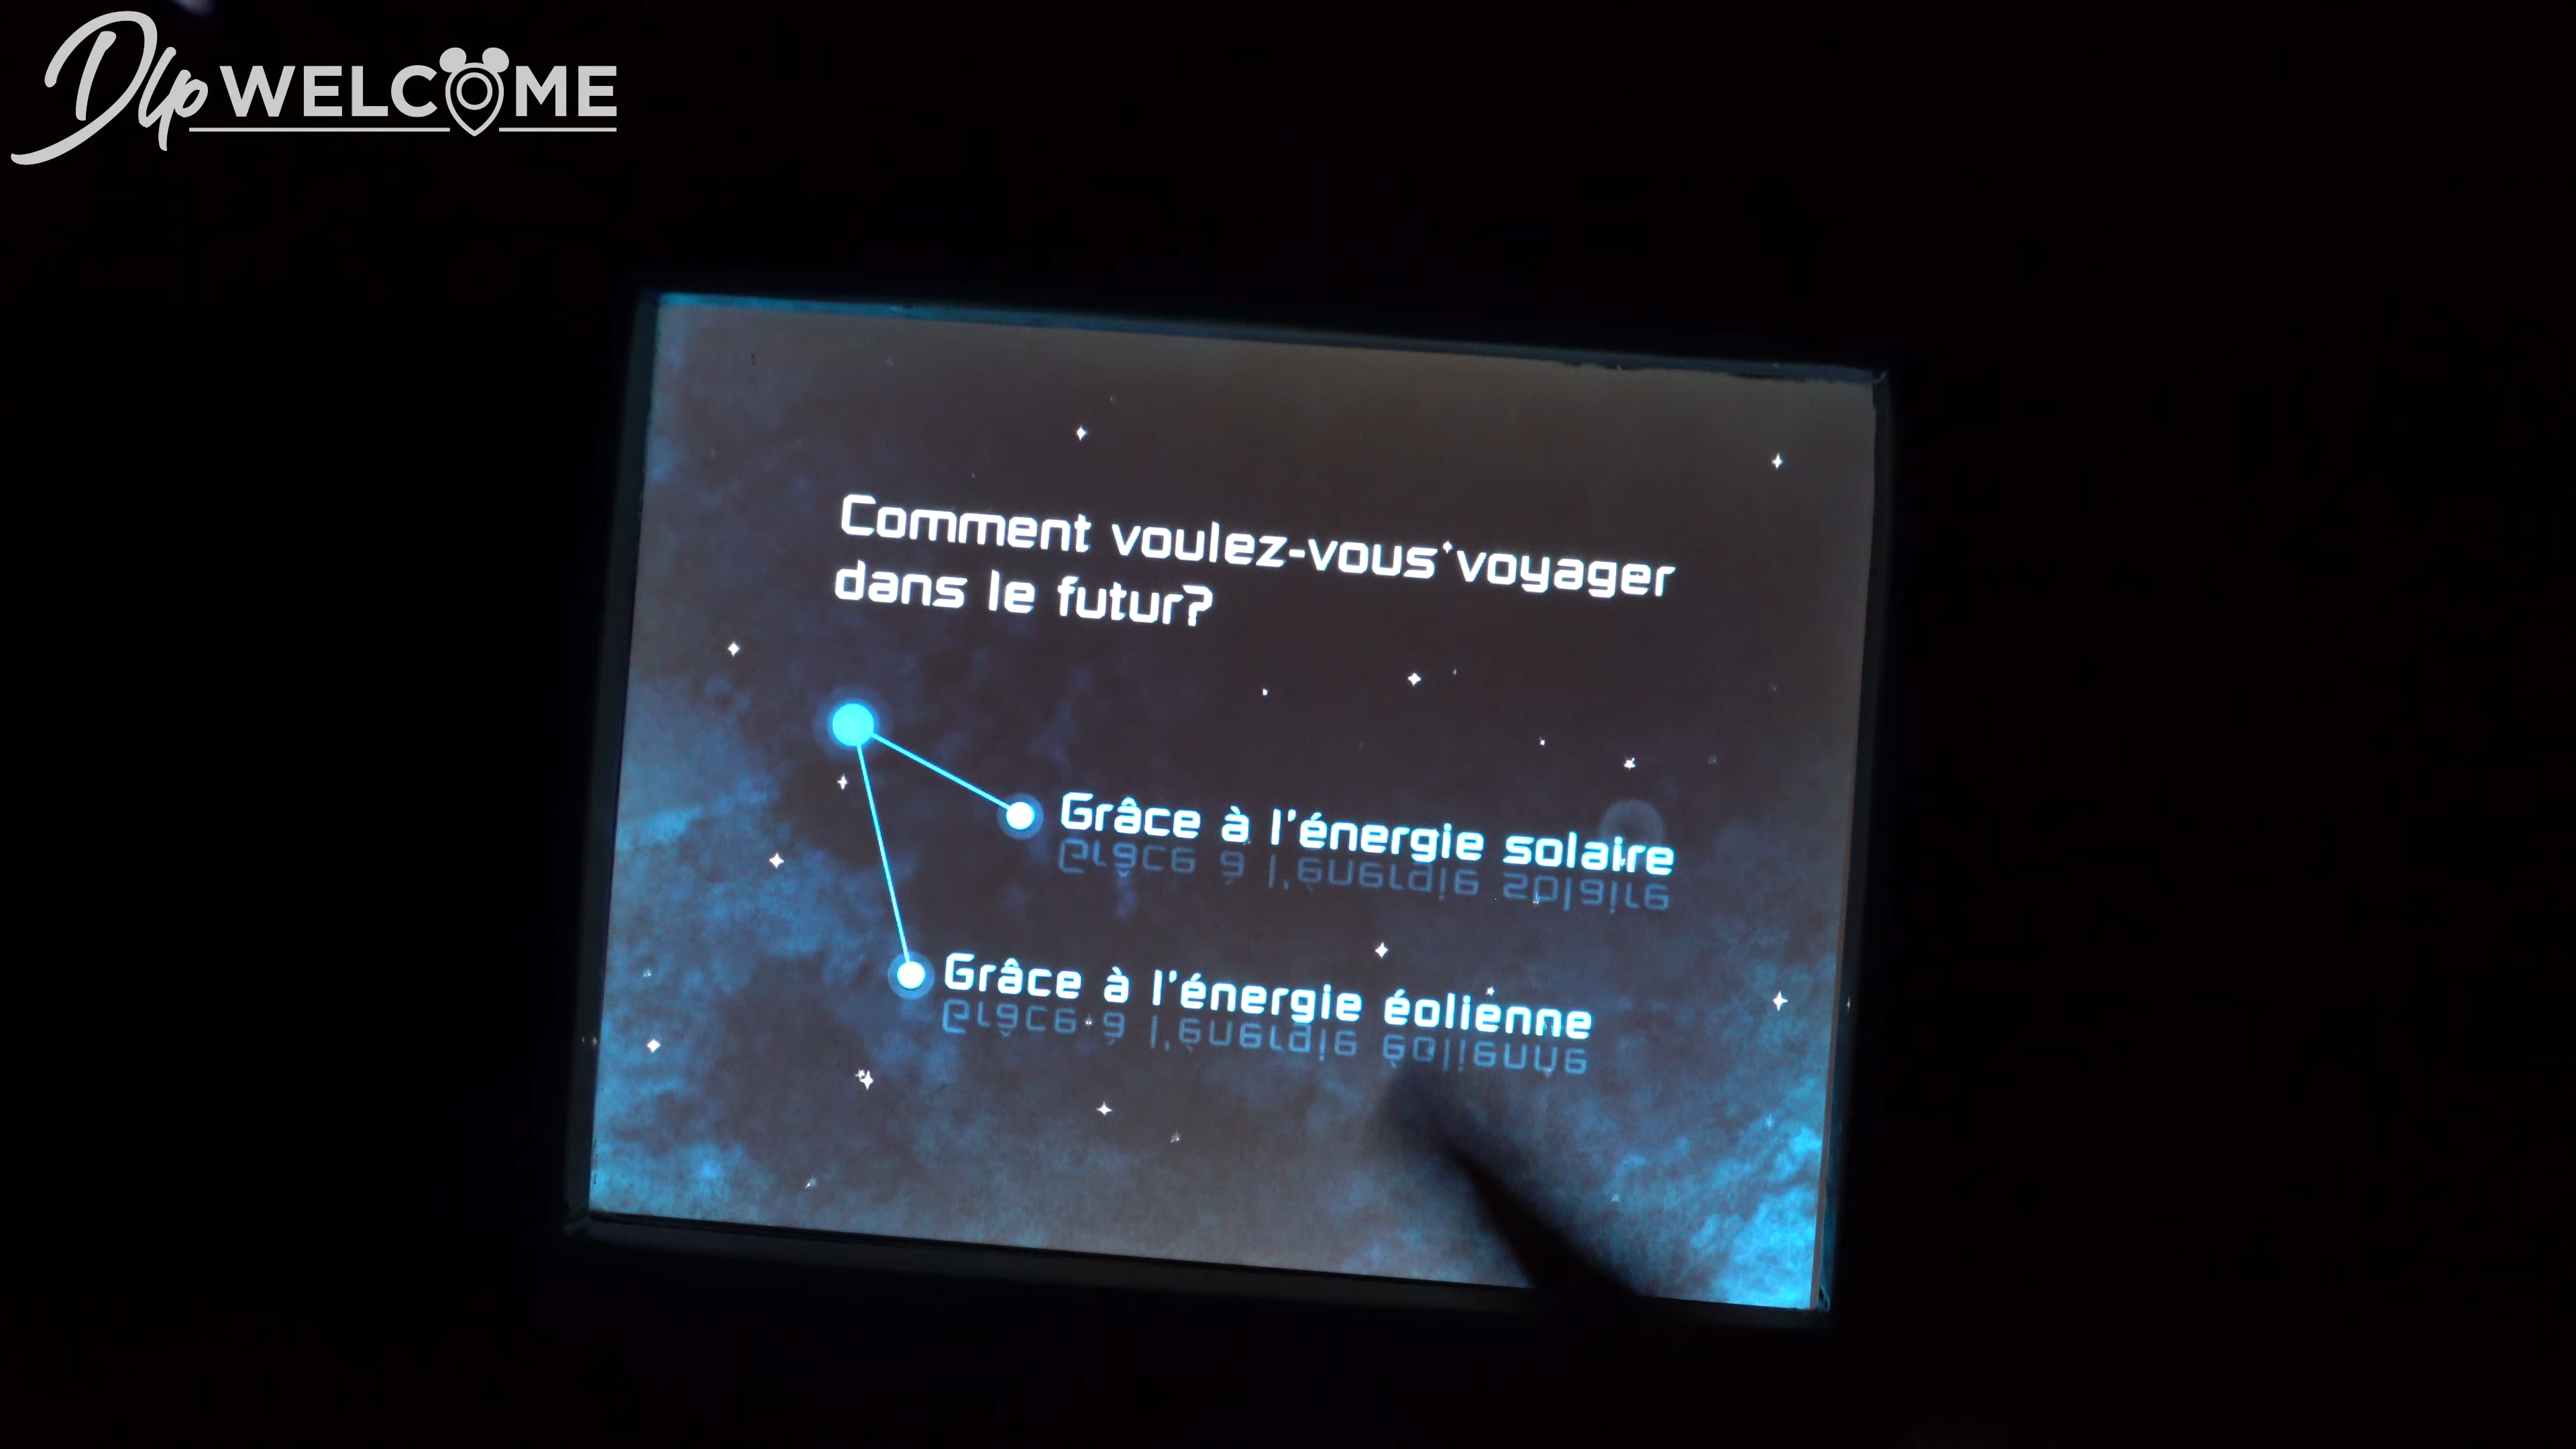 Dlp WELCOME
Comment voulez-vous voyager
dans le futur?
Grâce à l'énergie solaire
Grâce à l'énergie éolienne